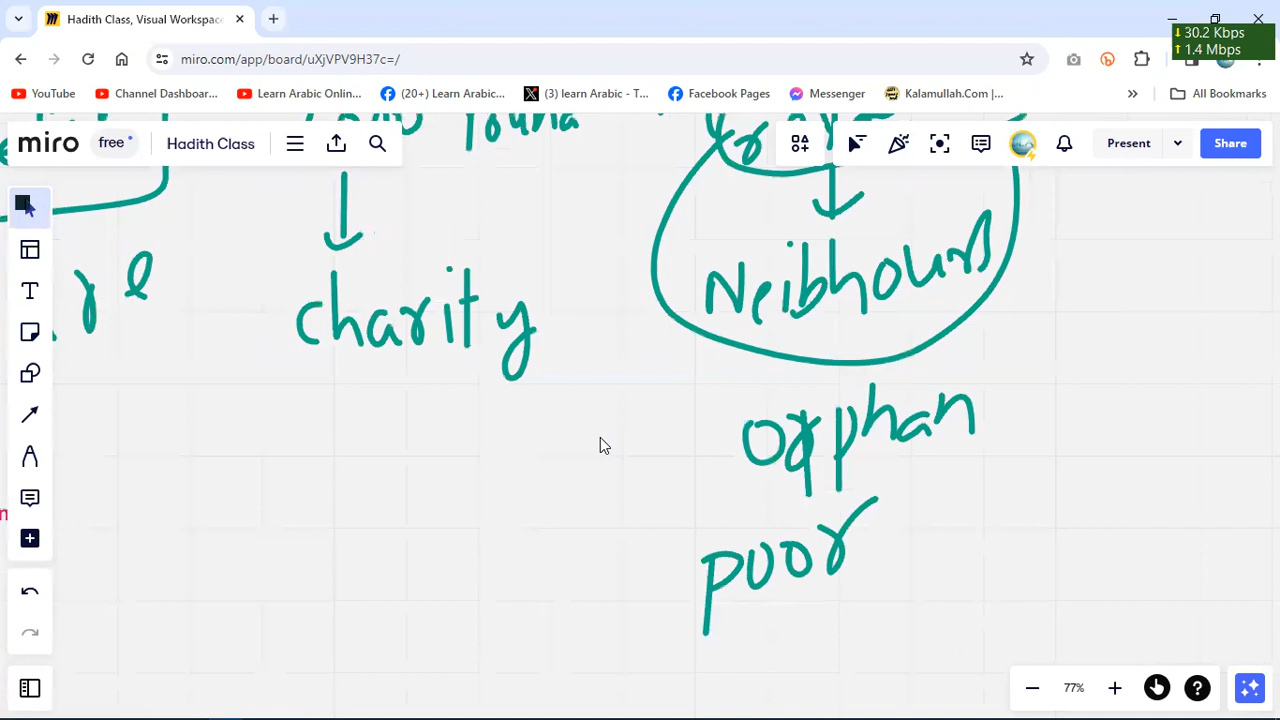 Hadith Class, Visual Workspac
30.2 Kbps
1.4 Mbps
miro.com/app/board/uXjVPV9H37c=/
YouTube
Channel Dashboar...
Learn Arabic Onlin...
(20+) Learn Arabic...
(3) learn Arabic - T...
Facebook Pages
Messenger
Kalamullah.Com |...
All Bookmarks
miro
free
Hadith Class
Present
Share
charity
Neibhours
orphan
poor
77%